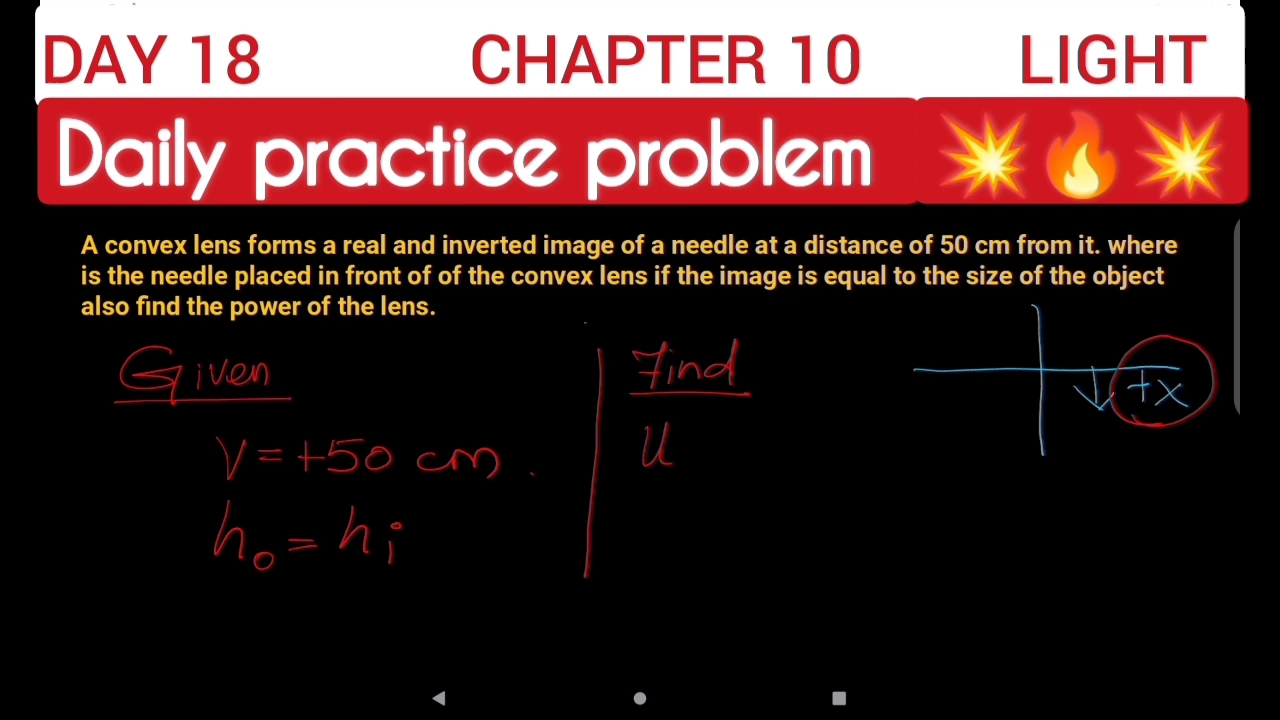 DAY 18 CHAPTER 10 LIGHT
Daily practice problem
A convex lens forms a real and inverted image of a needle at a distance of 50 cm from it. where
is the needle placed in front of of the convex lens if the image is equal to the size of the object
also find the power of the lens.
Given Find
V = +50 cm. u
ho = hi
+x